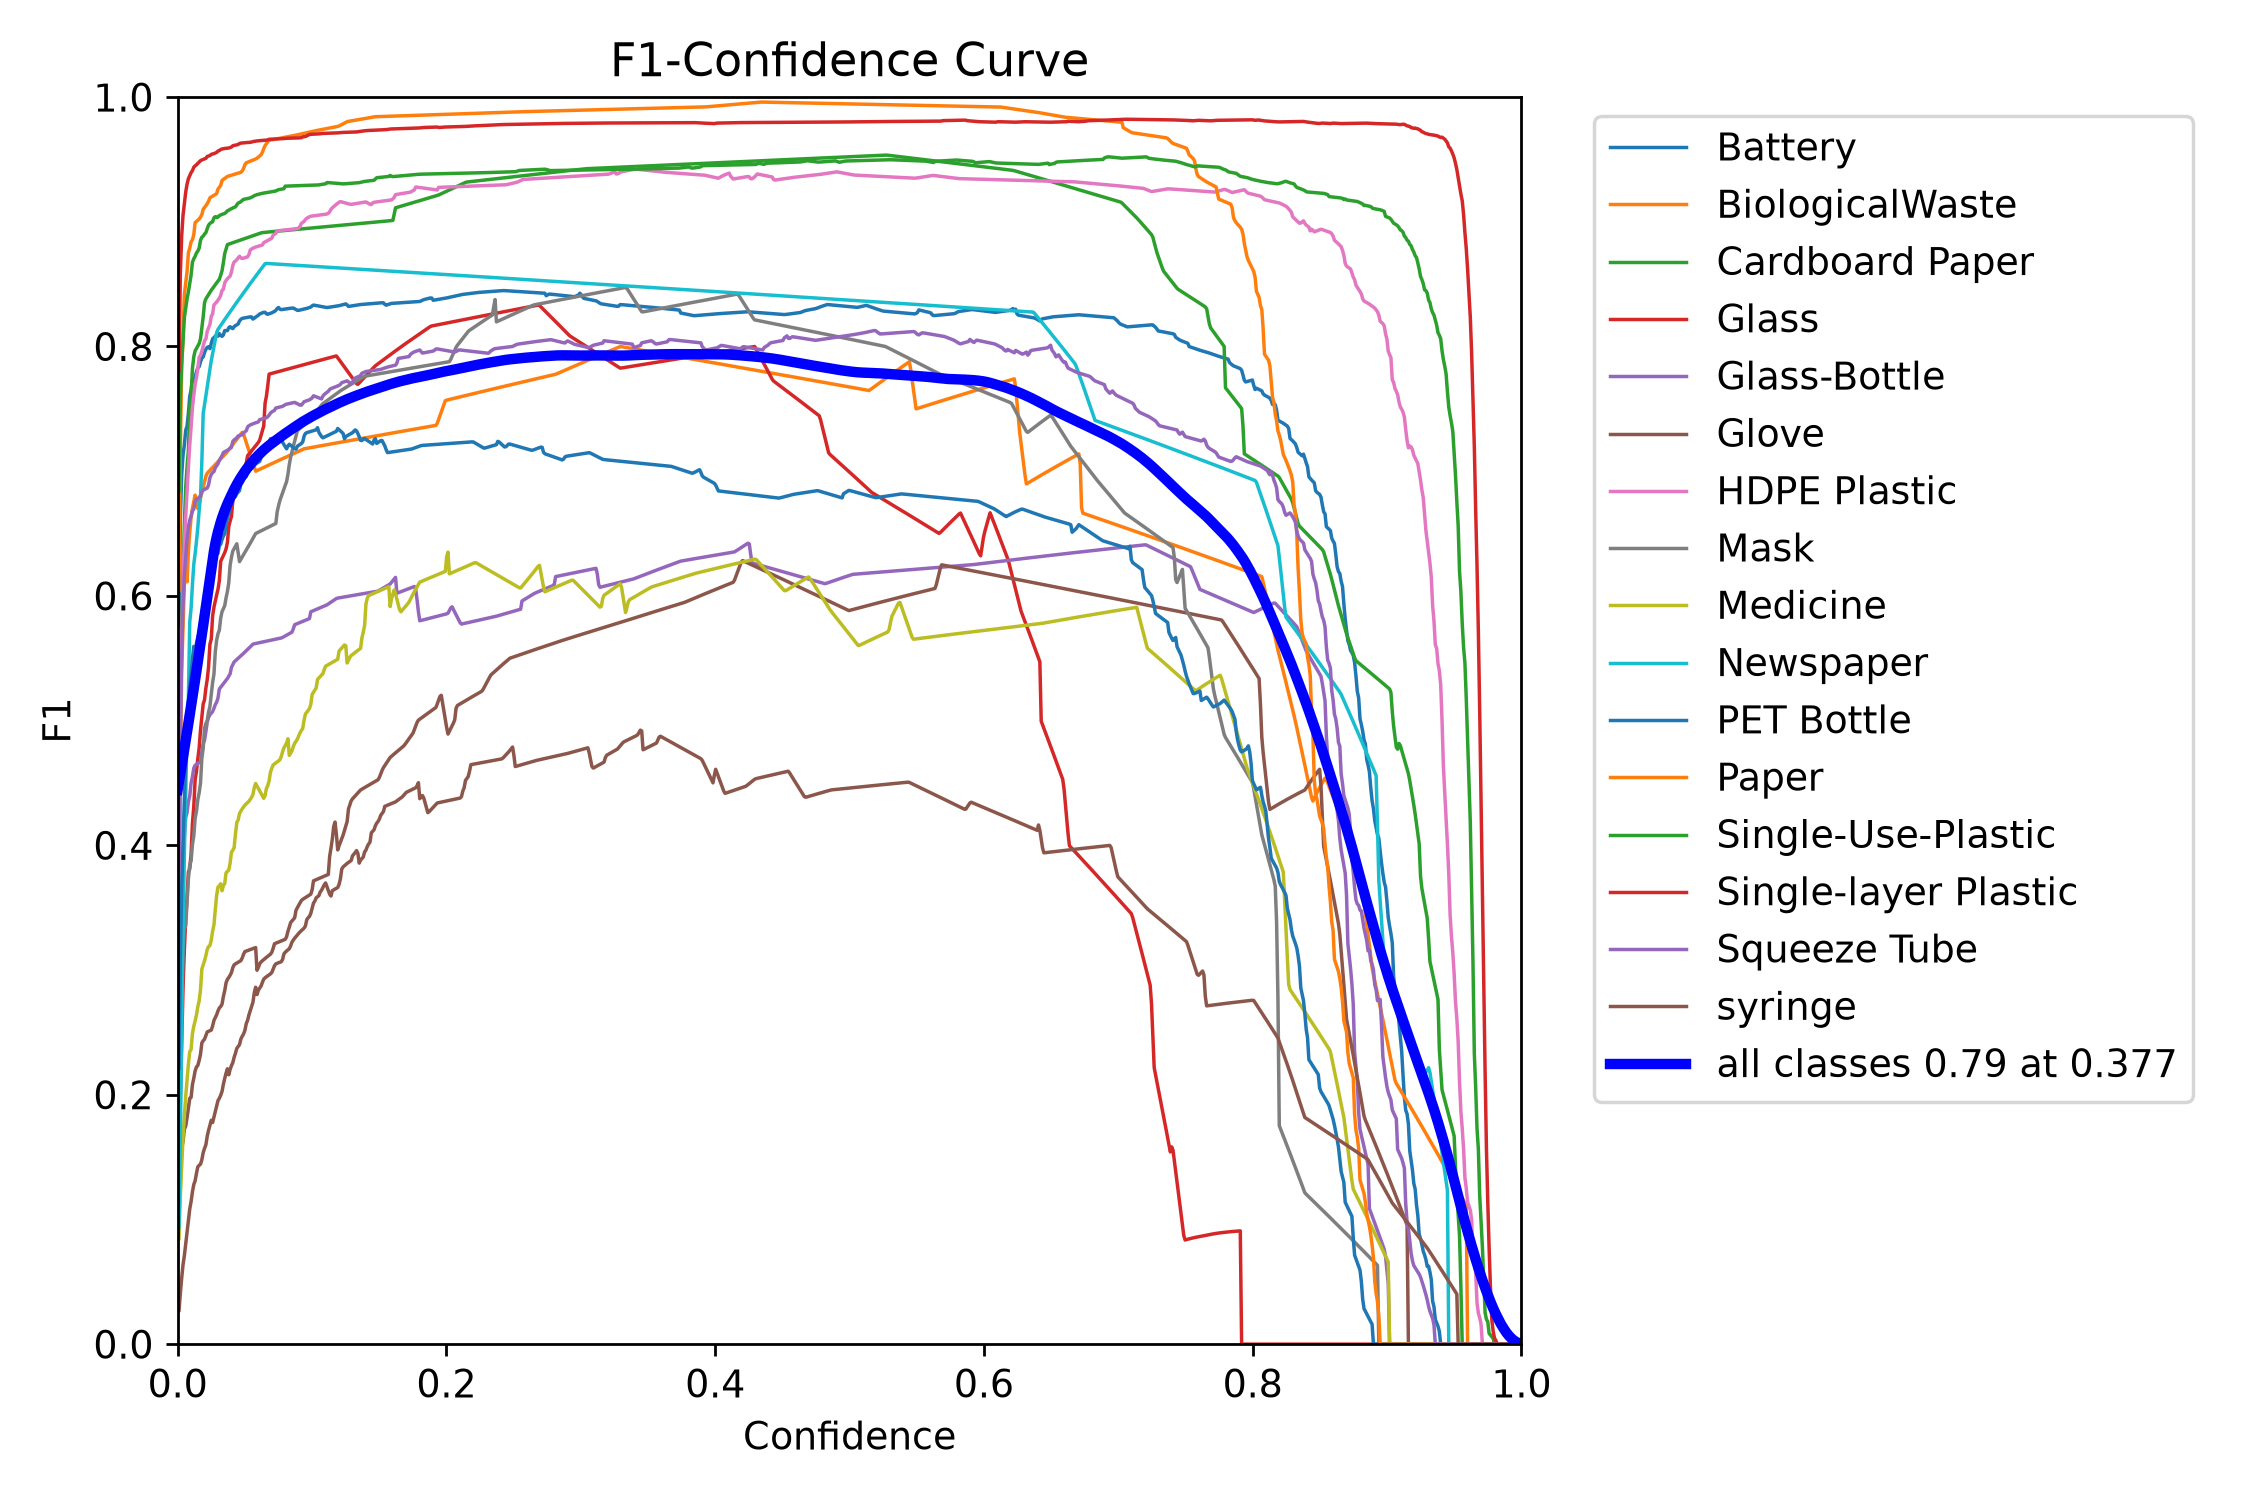 F1-Confidence Curve
1.0
0.8
0.6
0.4
0.2
0.0
F1
0.0 0.2 0.4 0.6 0.8 1.0
Confidence
Battery
BiologicalWaste
Cardboard Paper
Glass
Glass-Bottle
Glove
HDPE Plastic
Mask
Medicine
Newspaper
PET Bottle
Paper
Single-Use-Plastic
Single-layer Plastic
Squeeze Tube
syringe
all classes 0.79 at 0.377